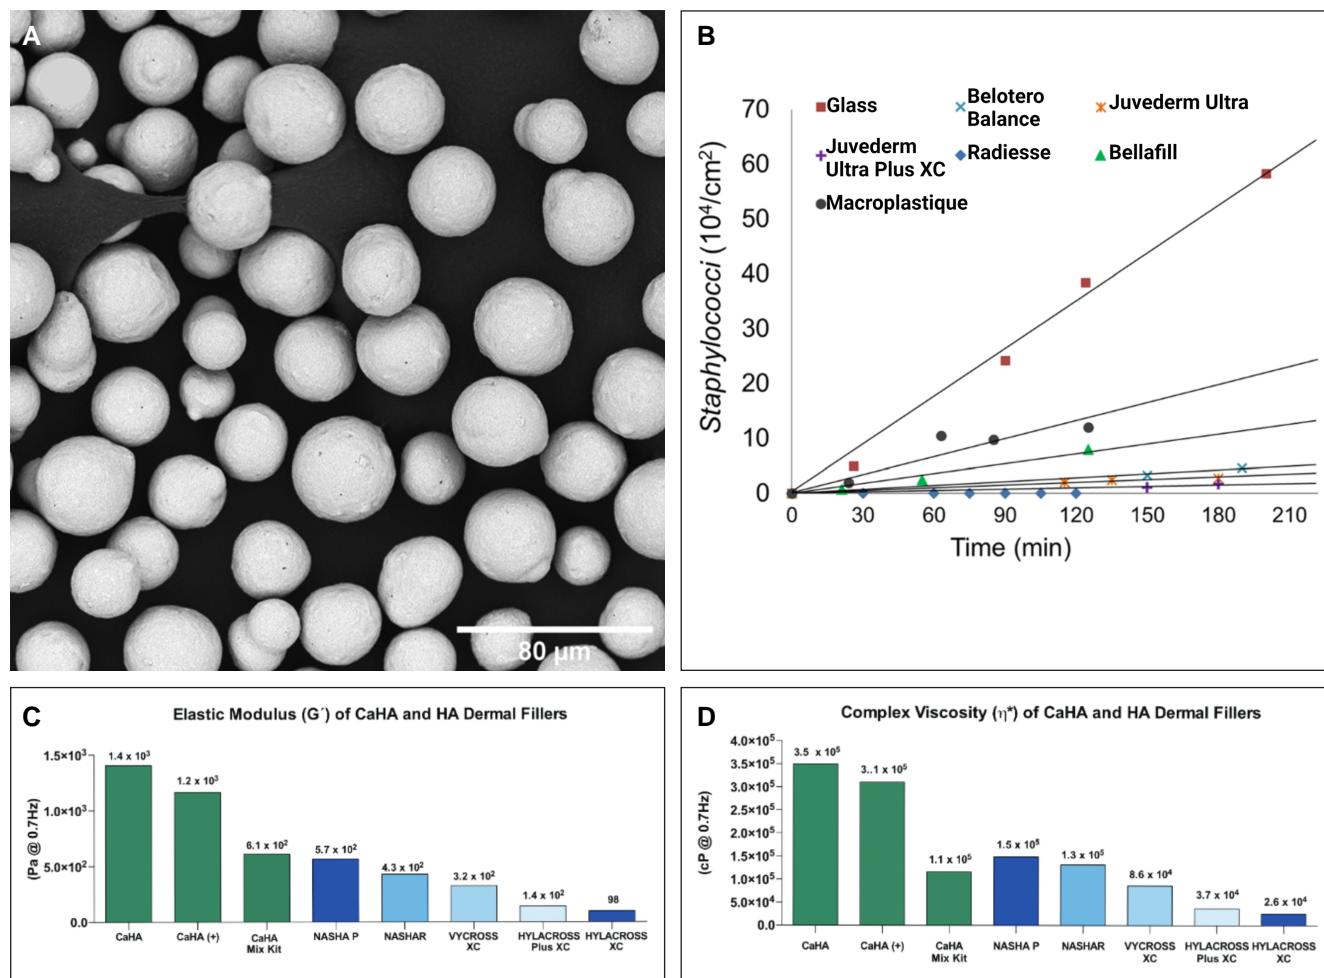 A
80 µm
B
Glass
Belotero
Balance
Juvederm Ultra
Juvederm
Ultra Plus XC
Radiesse
Bellafill
Macroplastique
Staphylococci (10⁴/cm²)
70
60
50
40
30
20
10
0
0 30 60 90 120 150 180 210
Time (min)
C
Elastic Modulus (G´) of CaHA and HA Dermal Fillers
(Pa @ 0.7Hz)
1.5×10³
1.0×10³
5.0×10²
0.0
1.4 x 10³
1.2 x 10³
6.1 x 10²
5.7 x 10²
4.3 x 10²
3.2 x 10²
1.4 x 10²
98
CaHA
CaHA (+)
CaHA
Mix Kit
NASHA P
NASHAR
VYCROSS
XC
HYLACROSS
Plus XC
HYLACROSS
XC
D
Complex Viscosity (η*) of CaHA and HA Dermal Fillers
(cP @ 0.7Hz)
4.0×10⁵
3.5×10⁵
3.0×10⁵
2.5×10⁵
2.0×10⁵
1.5×10⁵
1.0×10⁵
5.0×10⁴
0.0
3.5 x 10⁵
3..1 x 10⁵
1.1 x 10⁵
1.5 x 10⁵
1.3 x 10⁵
8.6 x 10⁴
3.7 x 10⁴
2.6 x 10⁴
CaHA
CaHA (+)
CaHA
Mix Kit
NASHA P
NASHAR
VYCROSS
XC
HYLACROSS
Plus XC
HYLACROSS
XC